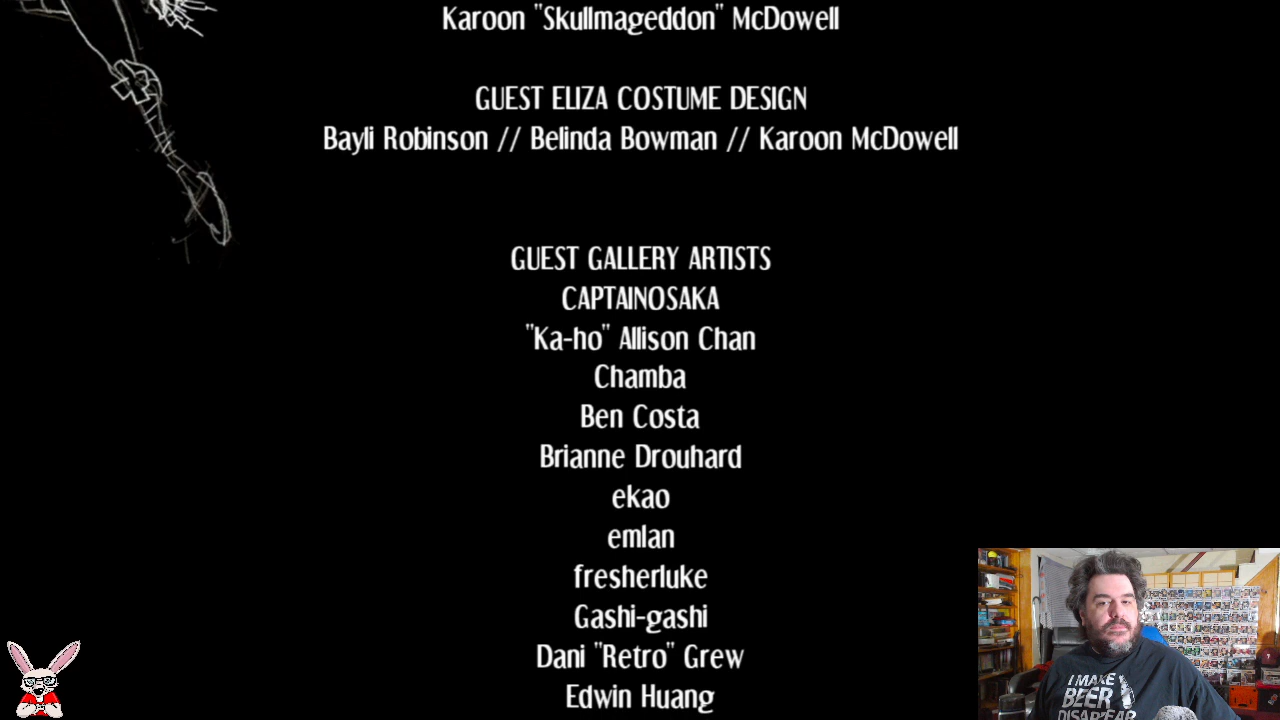 Karoon "Skullmageddon" McDowell
GUEST ELIZA COSTUME DESIGN
Bayli Robinson // Belinda Bowman // Karoon McDowell
GUEST GALLERY ARTISTS
CAPTAINOSAKA
"Ka-ho" Allison Chan
Chamba
Ben Costa
Brianne Drouhard
ekao
emlan
fresherluke
Gashi-gashi
Dani "Retro" Grew
Edwin Huang
I MAKE
BEER
DISAPPEAR